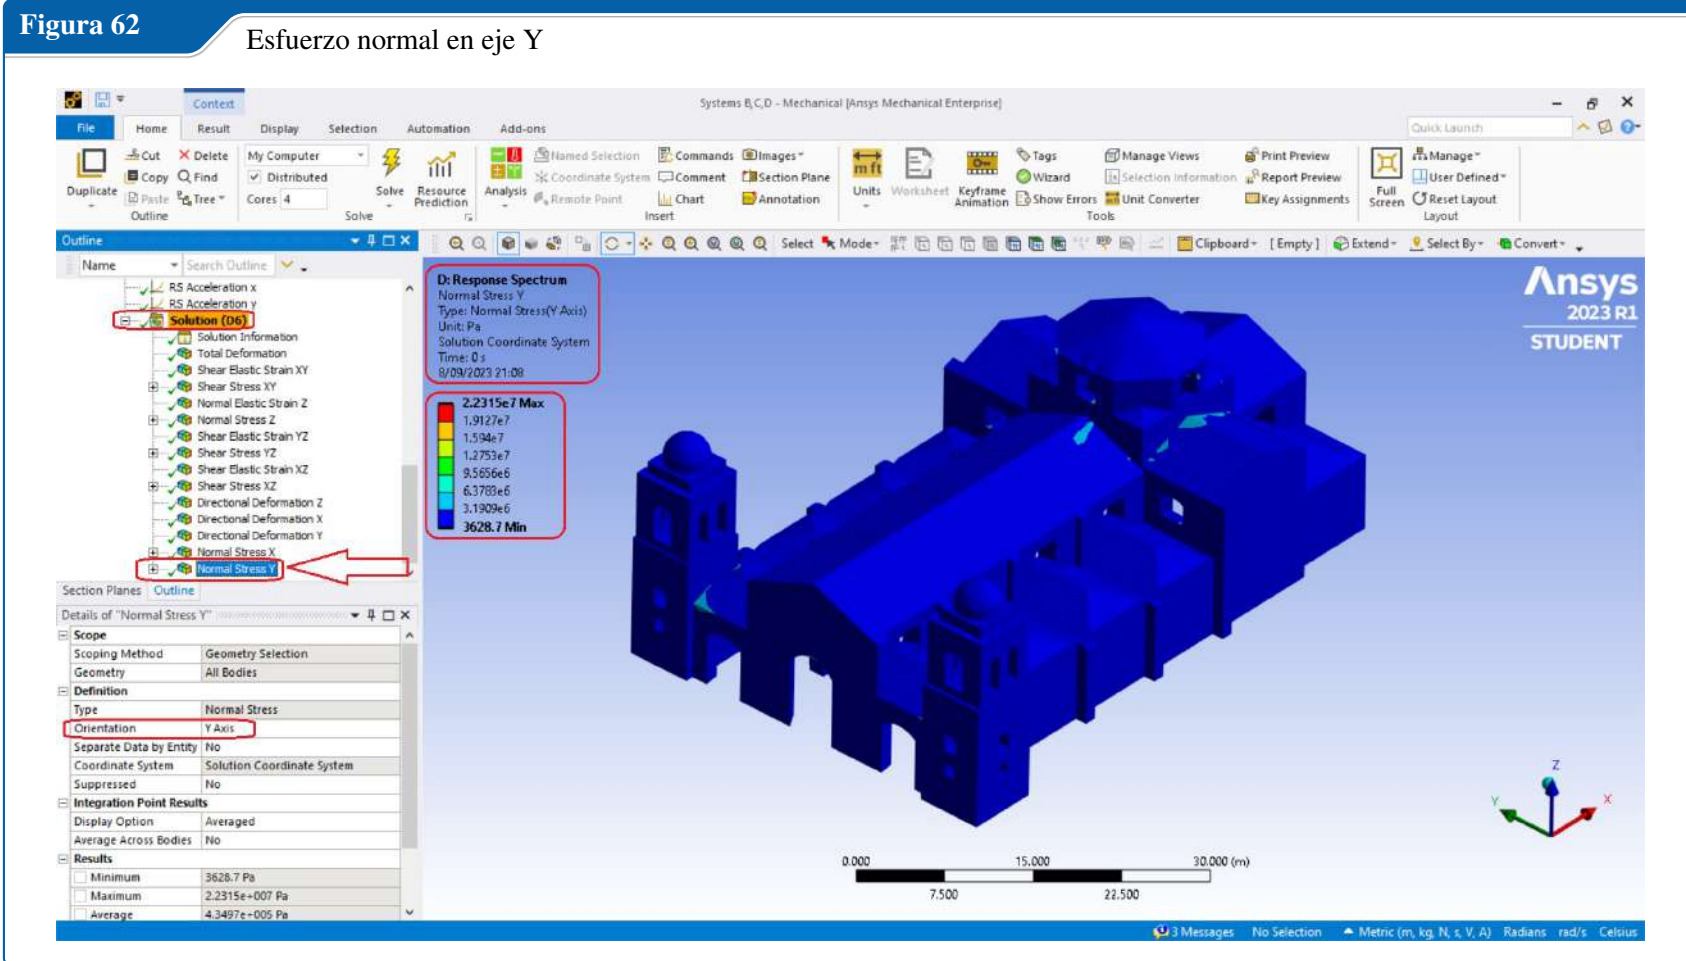 Figura 62
Esfuerzo normal en eje Y
Context
Systems B,C,D - Mechanical [Ansys Mechanical Enterprise]
File Home Result Display Selection Automation Add-ons
Quick Launch
Duplicate
Cut
Copy
Paste
Delete
Find
Tree
Outline
My Computer
Distributed
Cores 4
Solve
Solve
Resource
Prediction
Analysis
Named Selection
Coordinate System
Remote Point
Commands
Comment
Chart
Images
Section Plane
Annotation
Insert
Units
Worksheet
Keyframe
Animation
Tags
Wizard
Show Errors
Manage Views
Selection Information
Unit Converter
Print Preview
Report Preview
Key Assignments
Tools
Full
Screen
Manage
User Defined
Reset Layout
Layout
Outline
Select Mode Clipboard [Empty] Extend Select By Convert
Name Search Outline
RS Acceleration x
RS Acceleration y
Solution (D6)
Solution Information
Total Deformation
Shear Elastic Strain XY
Shear Stress XY
Normal Elastic Strain Z
Normal Stress Z
Shear Elastic Strain YZ
Shear Stress YZ
Shear Elastic Strain XZ
Shear Stress XZ
Directional Deformation Z
Directional Deformation X
Directional Deformation Y
Normal Stress X
Normal Stress Y
Section Planes Outline
Details of "Normal Stress Y"
Scope
Scoping Method Geometry Selection
Geometry All Bodies
Definition
Type Normal Stress
Orientation Y Axis
Separate Data by Entity No
Coordinate System Solution Coordinate System
Suppressed No
Integration Point Results
Display Option Averaged
Average Across Bodies No
Results
Minimum 3628.7 Pa
Maximum 2.2315e+007 Pa
Average 4.3497e+005 Pa
D: Response Spectrum
Normal Stress Y
Type: Normal Stress(Y Axis)
Unit: Pa
Solution Coordinate System
Time: 0 s
8/09/2023 21:08
2.2315e7 Max
1.9127e7
1.594e7
1.2753e7
9.5656e6
6.3783e6
3.1909e6
3628.7 Min
Ansys
2023 R1
STUDENT
Z
Y
X
0.000 15.000 30.000 (m)
7.500 22.500
3 Messages No Selection Metric (m, kg, N, s, V, A) Radians rad/s Celsius